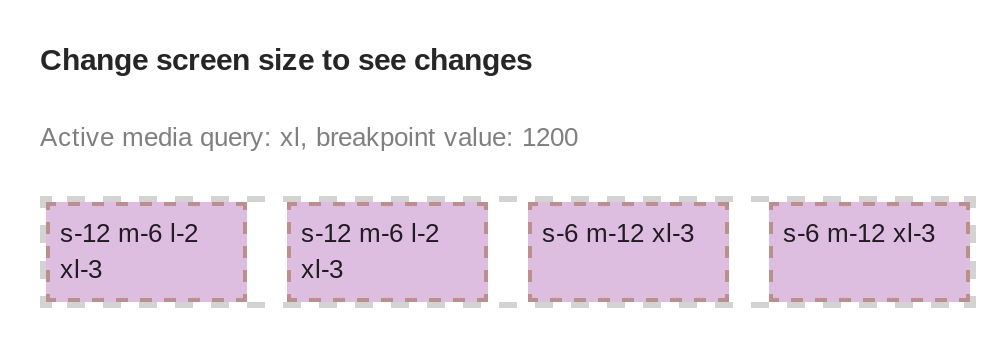 Change screen size to see changes
Active media query: xl, breakpoint value: 1200
s-12 m-6 l-2
xl-3
s-12 m-6 l-2
xl-3
s-6 m-12 xl-3
s-6 m-12 xl-3